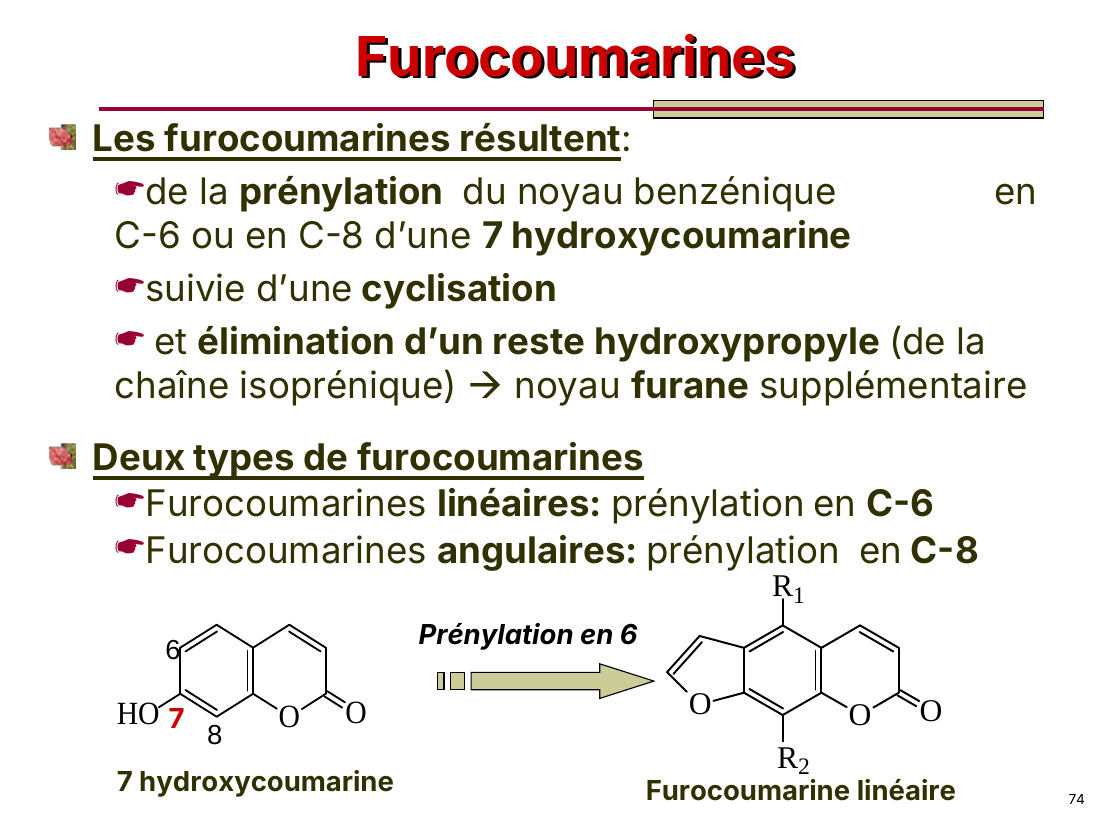 Furocoumarines
Les furocoumarines résultent:
☛de la prénylation du noyau benzénique en
C-6 ou en C-8 d’une 7 hydroxycoumarine
☛suivie d’une cyclisation
☛ et élimination d’un reste hydroxypropyle (de la
chaîne isoprénique) → noyau furane supplémentaire
Deux types de furocoumarines
☛Furocoumarines linéaires: prénylation en C-6
☛Furocoumarines angulaires: prénylation en C-8
R1
Prénylation en 6
6
HO 7 8 O O
O O O
R2
7 hydroxycoumarine
Furocoumarine linéaire
74